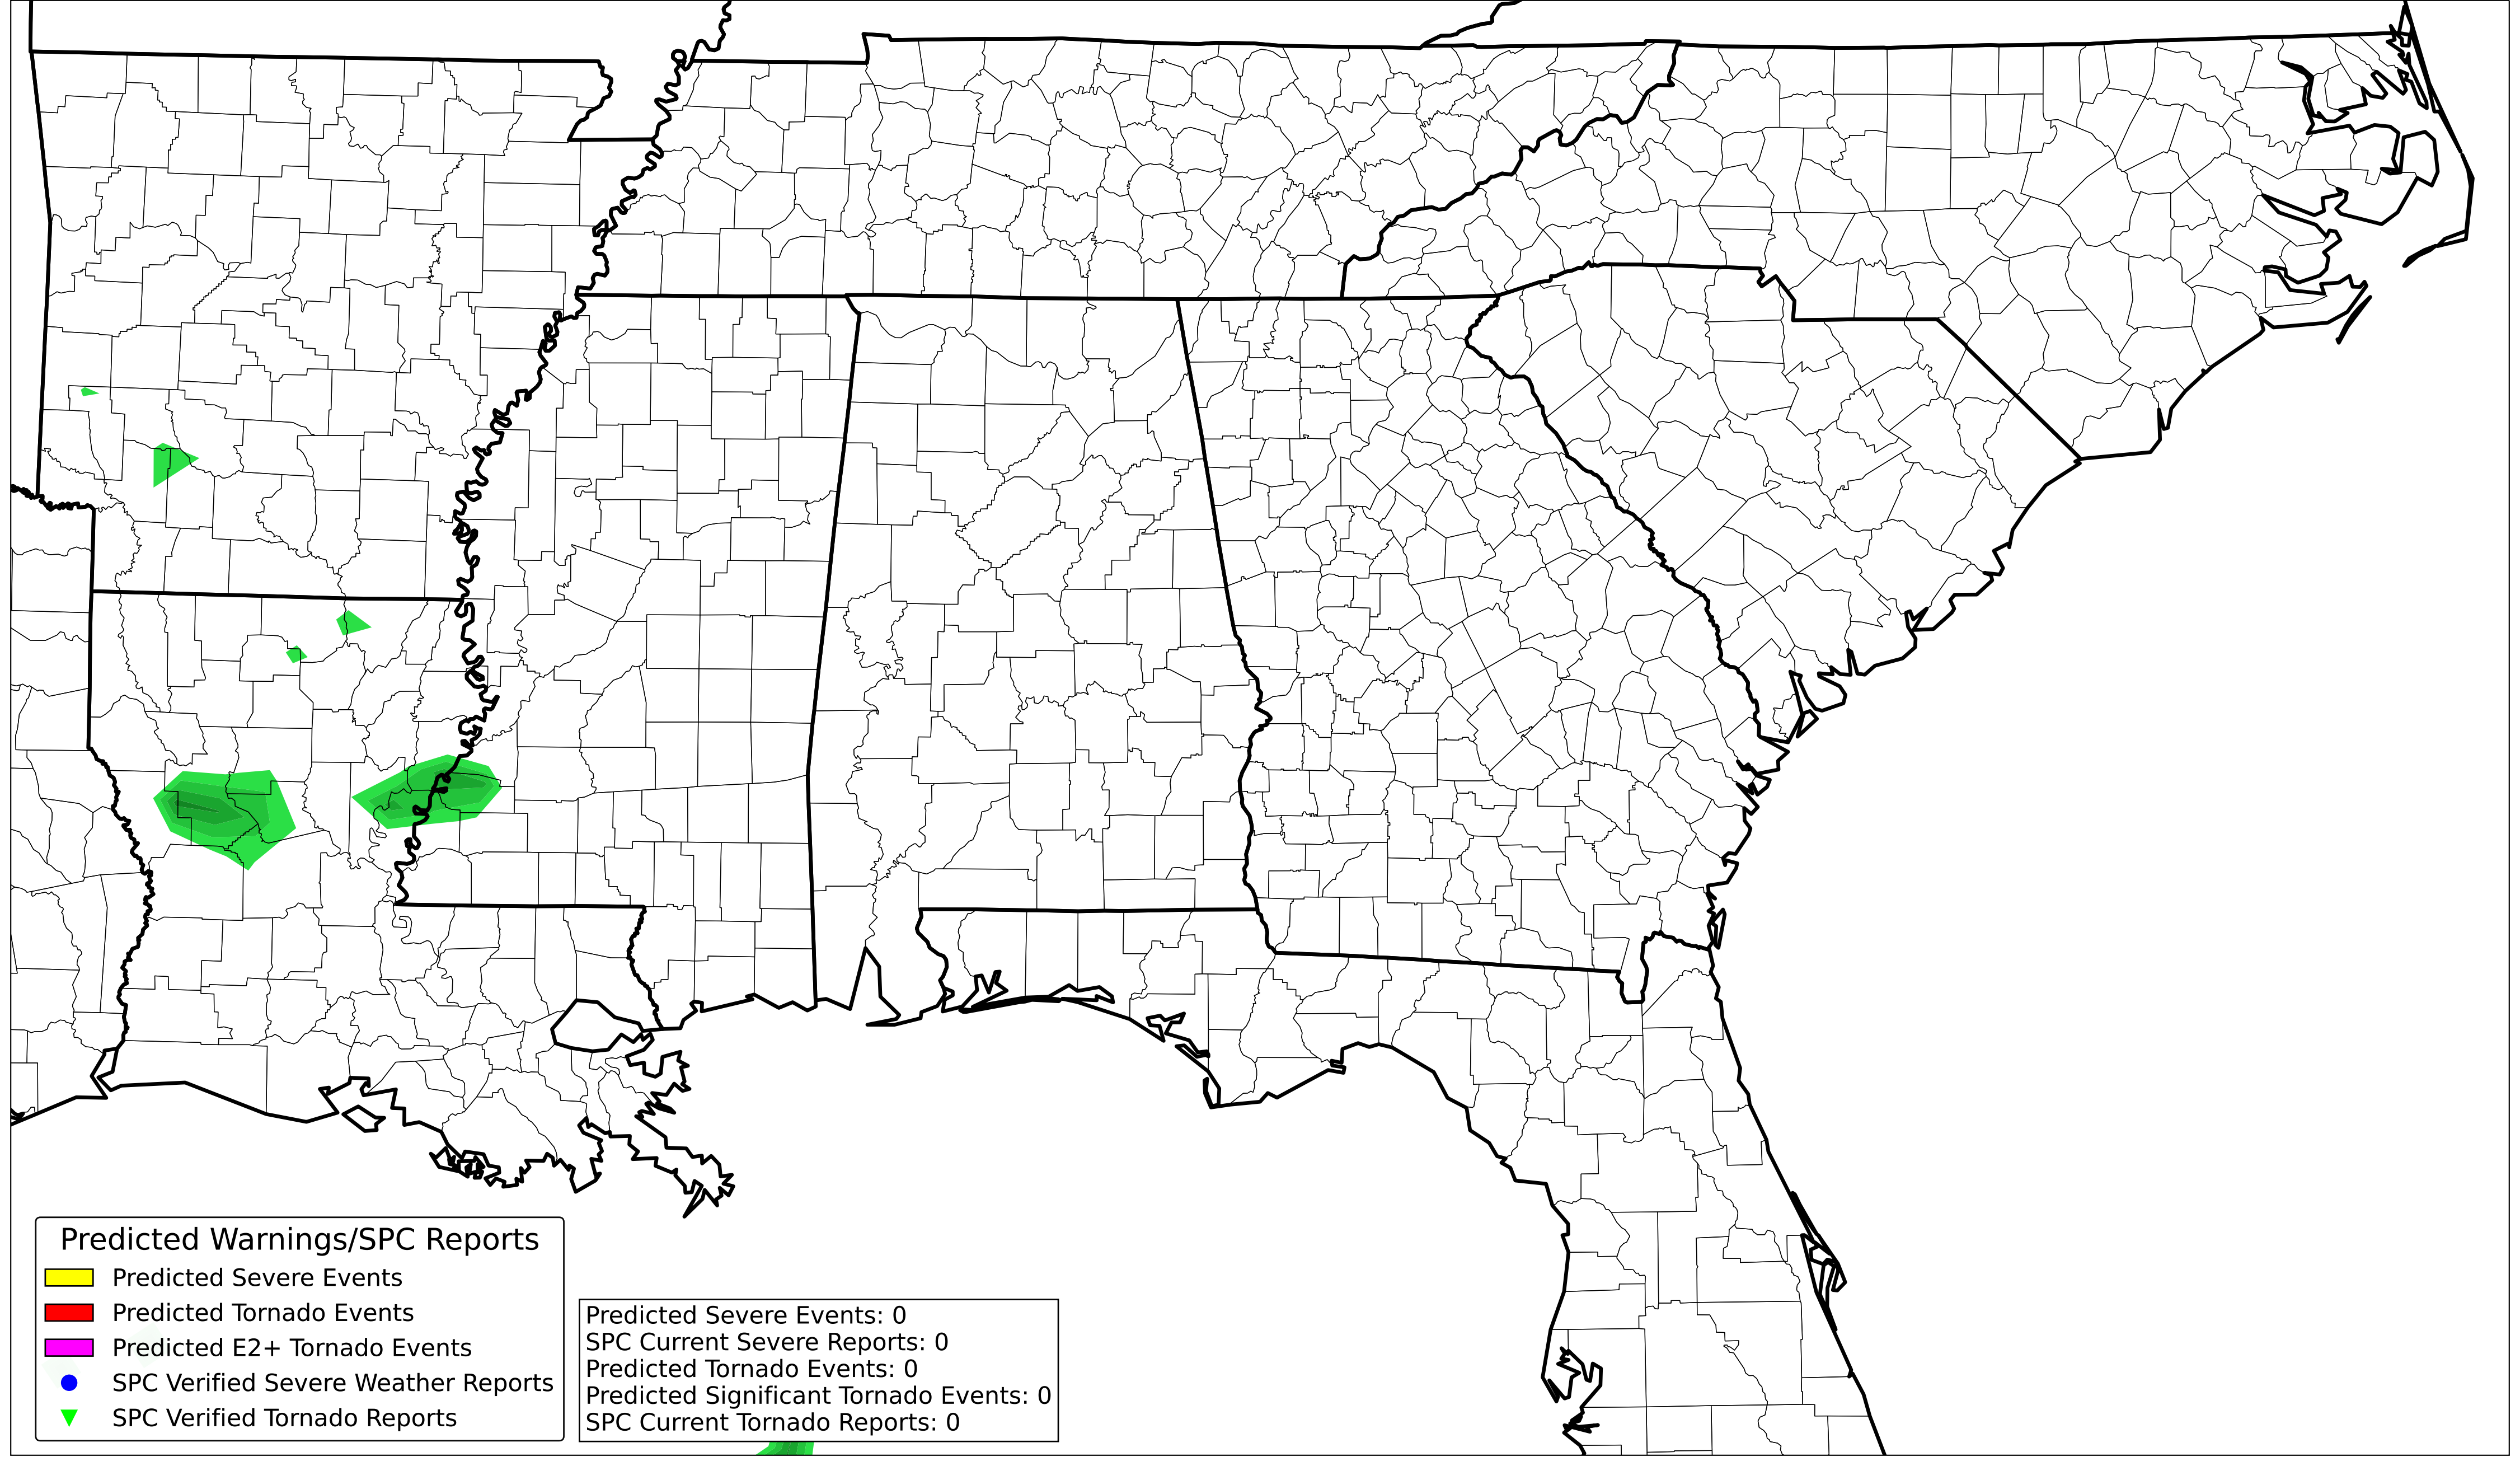 Predicted Warnings/SPC Reports
Predicted Severe Events
Predicted Tornado Events
Predicted E2+ Tornado Events
SPC Verified Severe Weather Reports
SPC Verified Tornado Reports
Predicted Severe Events: 0
SPC Current Severe Reports: 0
Predicted Tornado Events: 0
Predicted Significant Tornado Events: 0
SPC Current Tornado Reports: 0